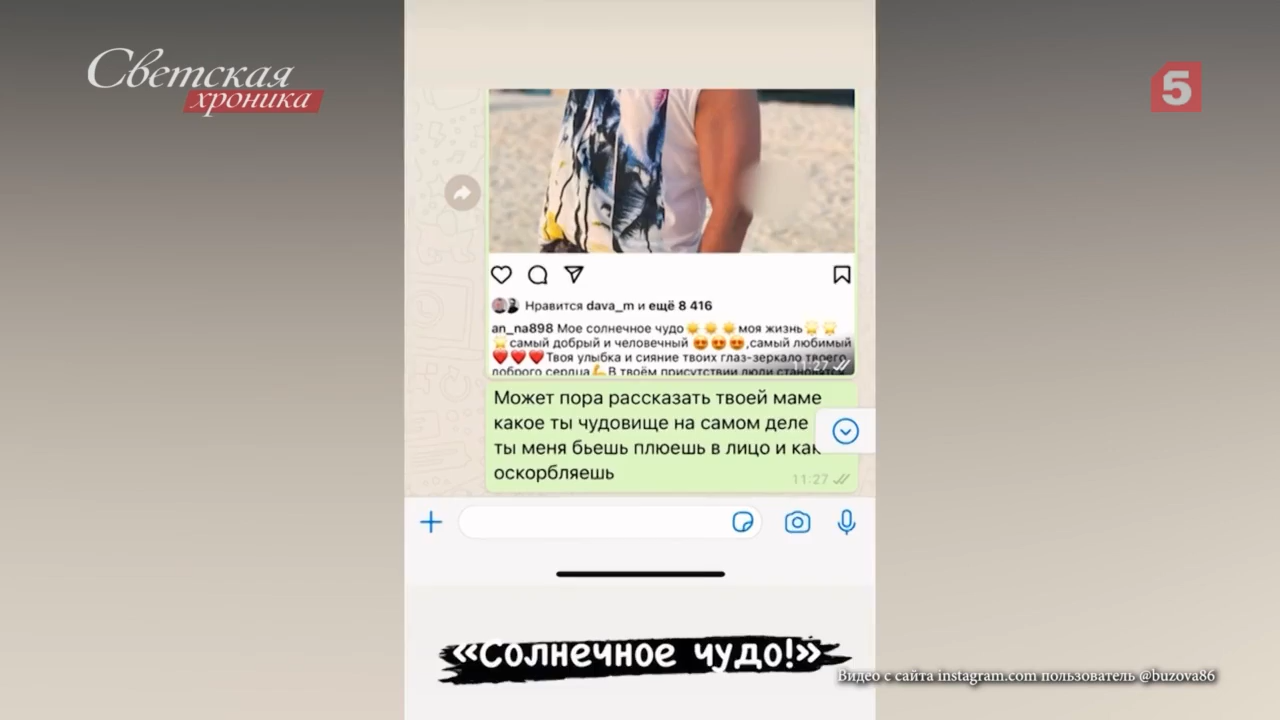 Светская
хроника
5
Нравится dava_m и ещё 8 416
an_na898 Мое солнечное чудо☀️☀️☀️моя жизнь
самый добрый и человечный 😍😍😍,самый любимый
❤️❤️❤️Твоя улыбка и сияние твоих глаз-зеркало твоего
доброго сердца💪В твоём присутствии люди становятся
11:27
Может пора рассказать твоей маме
какое ты чудовище на самом деле
ты меня бьешь плюешь в лицо и как
оскорбляешь
11:27
«Солнечное чудо!»
Видео с сайта instagram.com пользователь @buzova86